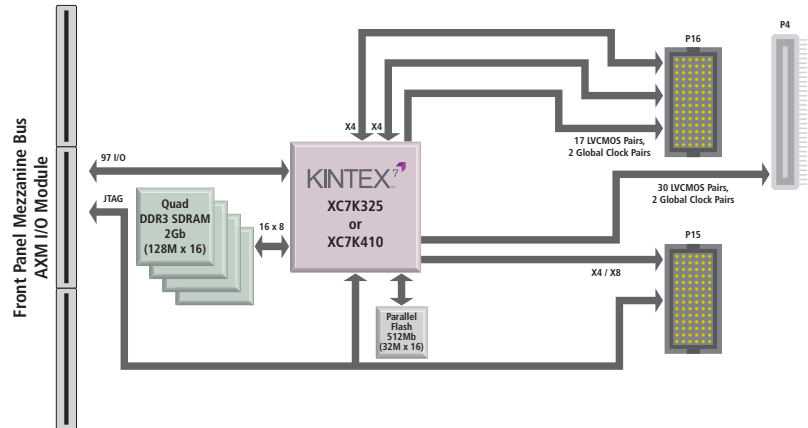 P16
P4
X4
X4
17 LVCMOS Pairs,
2 Global Clock Pairs
Front Panel Mezzanine Bus
AXM I/O Module
97 I/O
JTAG
KINTEX 7
XC7K325
or
XC7K410
Quad
DDR3 SDRAM
2Gb
(128M x 16)
16 x 8
30 LVCMOS Pairs,
2 Global Clock Pairs
P15
X4 / X8
Parallel
Flash
512Mb
(32M x 16)